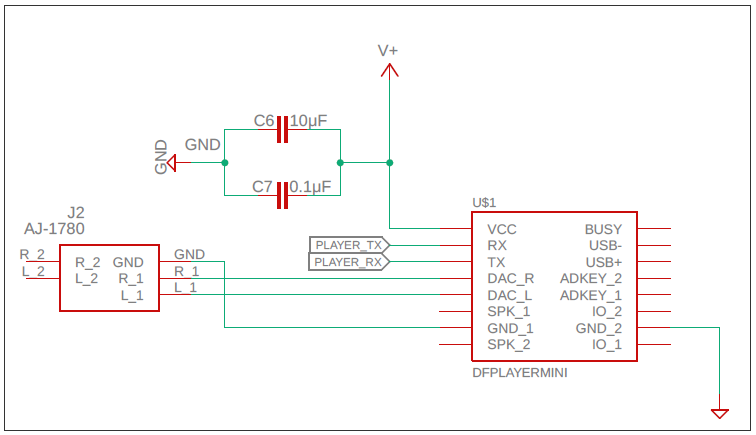 V+
C6 10µF
GND GND
C7 0.1µF
J2
AJ-1780
R_2
L_2
R_2 GND
L_2 R_1
L_1
GND
R_1
L_1
PLAYER_TX
PLAYER_RX
U$1
VCC BUSY
RX USB-
TX USB+
DAC_R ADKEY_2
DAC_L ADKEY_1
SPK_1 IO_2
GND_1 GND_2
SPK_2 IO_1
DFPLAYERMINI